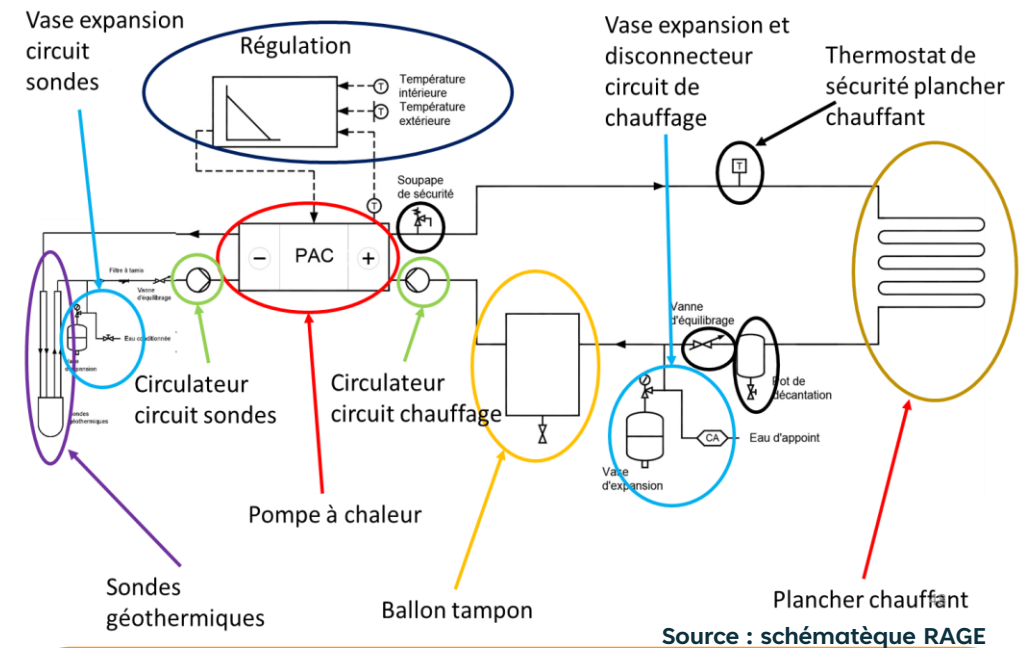 Vase expansion
circuit
sondes
Régulation
Température
intérieure
Température
extérieure
T
T
T
Vase expansion et
disconnecteur
circuit de
chauffage
Thermostat de
sécurité plancher
chauffant
T
Soupape
de sécurité
PAC
−
+
Filtre à tamis
Vanne
d'équilibrage
Eau conditionnée
Vase
d'expansion
Sondes
géothermiques
Circulateur
circuit sondes
Circulateur
circuit chauffage
Vanne
d'équilibrage
Pot de
décantation
CA
Eau d'appoint
Vase
d'expansion
Pompe à chaleur
Sondes
géothermiques
Ballon tampon
Plancher chauffant
Source : schématèque RAGE